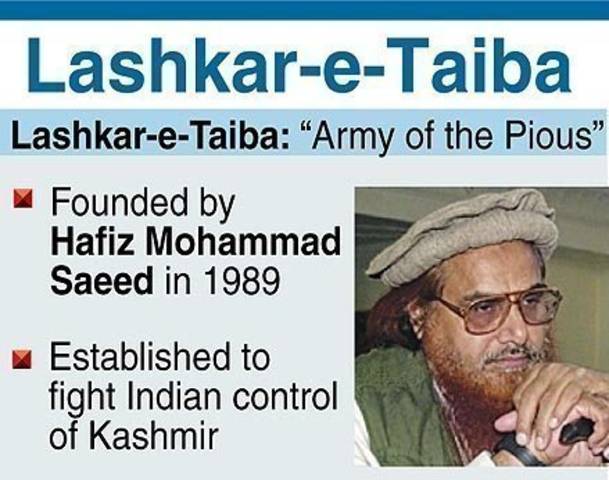 Lashkar-e-Taiba
Lashkar-e-Taiba: “Army of the Pious”
Founded by
Hafiz Mohammad
Saeed in 1989
Established to
fight Indian control
of Kashmir